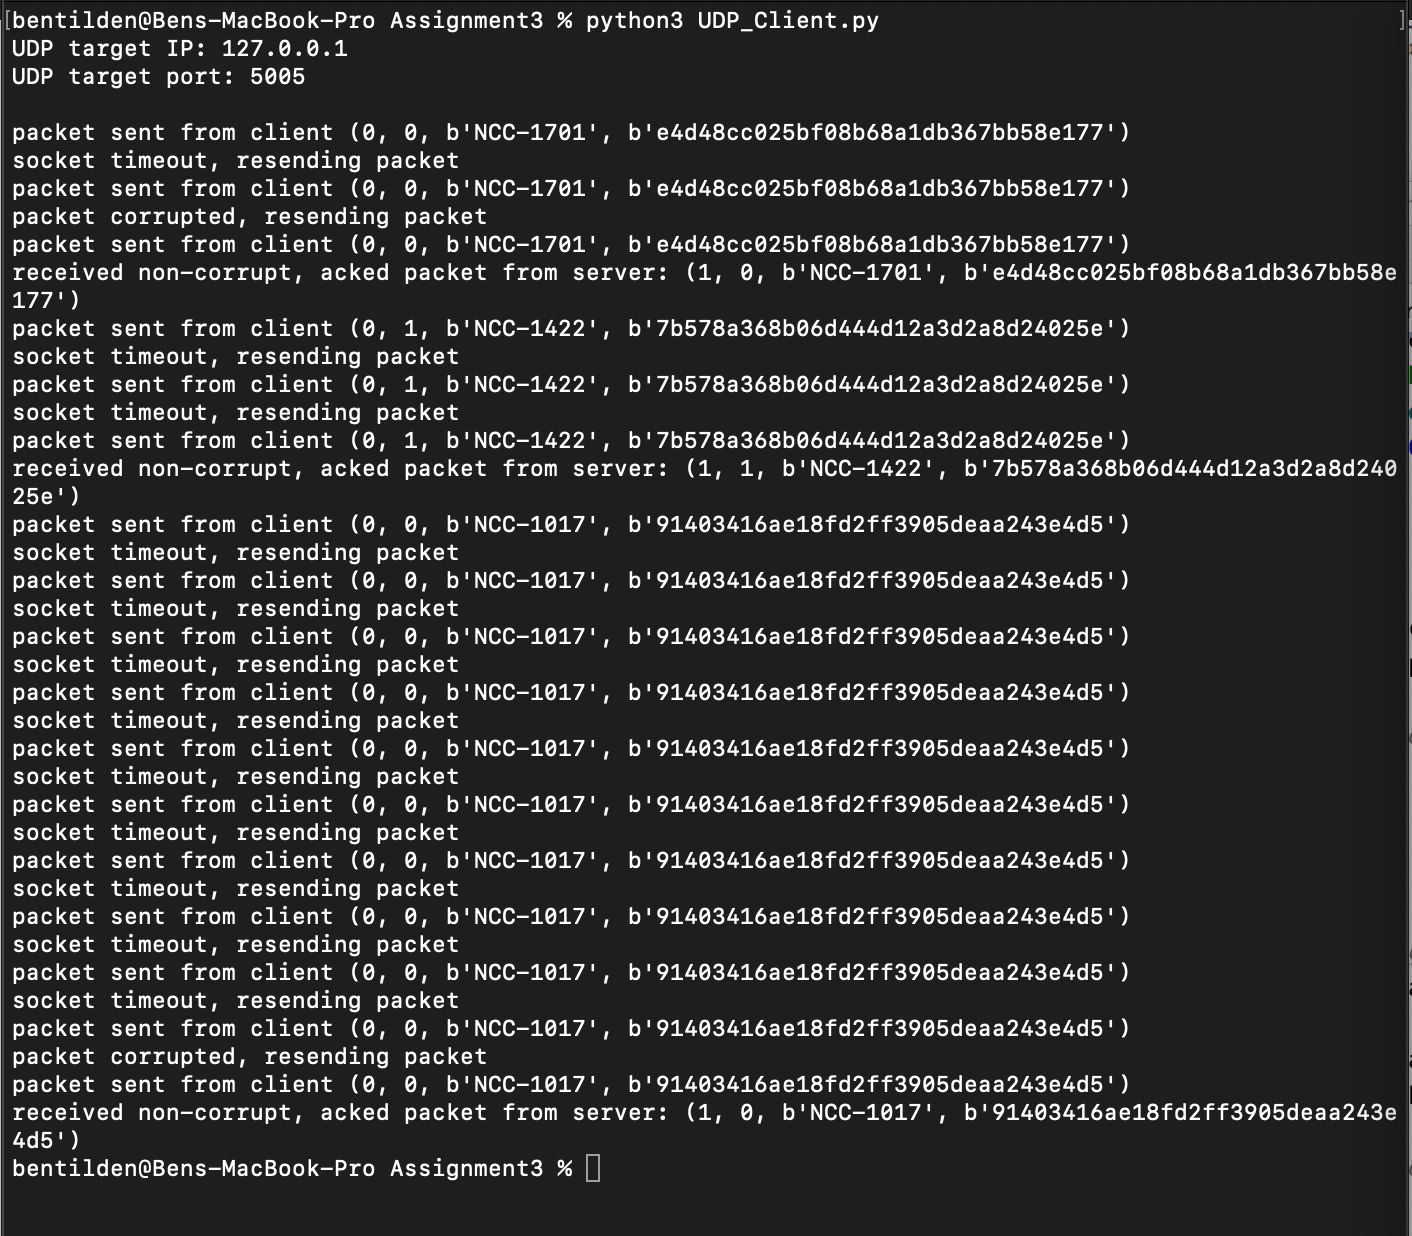 [bentilden@Bens-MacBook-Pro Assignment3 % python3 UDP_Client.py ]
UDP target IP: 127.0.0.1
UDP target port: 5005
packet sent from client (0, 0, b'NCC-1701', b'e4d48cc025bf08b68a1db367bb58e177')
socket timeout, resending packet
packet sent from client (0, 0, b'NCC-1701', b'e4d48cc025bf08b68a1db367bb58e177')
packet corrupted, resending packet
packet sent from client (0, 0, b'NCC-1701', b'e4d48cc025bf08b68a1db367bb58e177')
received non-corrupt, acked packet from server: (1, 0, b'NCC-1701', b'e4d48cc025bf08b68a1db367bb58e
177')
packet sent from client (0, 1, b'NCC-1422', b'7b578a368b06d444d12a3d2a8d24025e')
socket timeout, resending packet
packet sent from client (0, 1, b'NCC-1422', b'7b578a368b06d444d12a3d2a8d24025e')
socket timeout, resending packet
packet sent from client (0, 1, b'NCC-1422', b'7b578a368b06d444d12a3d2a8d24025e')
received non-corrupt, acked packet from server: (1, 1, b'NCC-1422', b'7b578a368b06d444d12a3d2a8d240
25e')
packet sent from client (0, 0, b'NCC-1017', b'91403416ae18fd2ff3905deaa243e4d5')
socket timeout, resending packet
packet sent from client (0, 0, b'NCC-1017', b'91403416ae18fd2ff3905deaa243e4d5')
socket timeout, resending packet
packet sent from client (0, 0, b'NCC-1017', b'91403416ae18fd2ff3905deaa243e4d5')
socket timeout, resending packet
packet sent from client (0, 0, b'NCC-1017', b'91403416ae18fd2ff3905deaa243e4d5')
socket timeout, resending packet
packet sent from client (0, 0, b'NCC-1017', b'91403416ae18fd2ff3905deaa243e4d5')
socket timeout, resending packet
packet sent from client (0, 0, b'NCC-1017', b'91403416ae18fd2ff3905deaa243e4d5')
socket timeout, resending packet
packet sent from client (0, 0, b'NCC-1017', b'91403416ae18fd2ff3905deaa243e4d5')
socket timeout, resending packet
packet sent from client (0, 0, b'NCC-1017', b'91403416ae18fd2ff3905deaa243e4d5')
socket timeout, resending packet
packet sent from client (0, 0, b'NCC-1017', b'91403416ae18fd2ff3905deaa243e4d5')
socket timeout, resending packet
packet sent from client (0, 0, b'NCC-1017', b'91403416ae18fd2ff3905deaa243e4d5')
packet corrupted, resending packet
packet sent from client (0, 0, b'NCC-1017', b'91403416ae18fd2ff3905deaa243e4d5')
received non-corrupt, acked packet from server: (1, 0, b'NCC-1017', b'91403416ae18fd2ff3905deaa243e
4d5')
bentilden@Bens-MacBook-Pro Assignment3 %